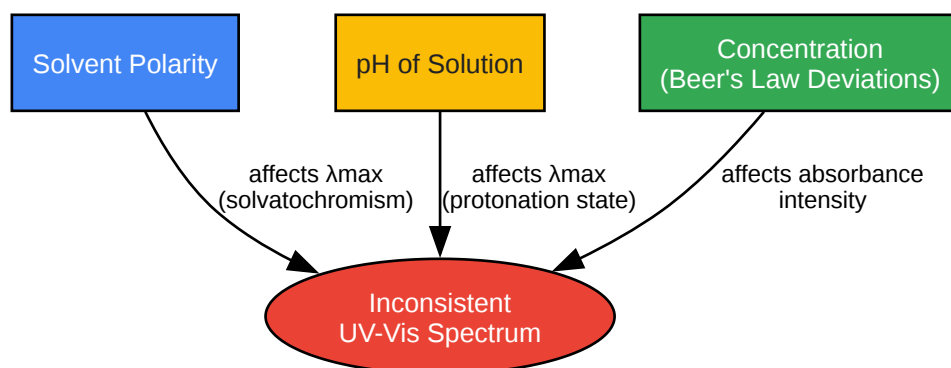 Solvent Polarity
pH of Solution
Concentration
(Beer's Law Deviations)
affects λmax
(solvatochromism)
affects λmax
(protonation state)
affects absorbance
intensity
Inconsistent
UV-Vis Spectrum